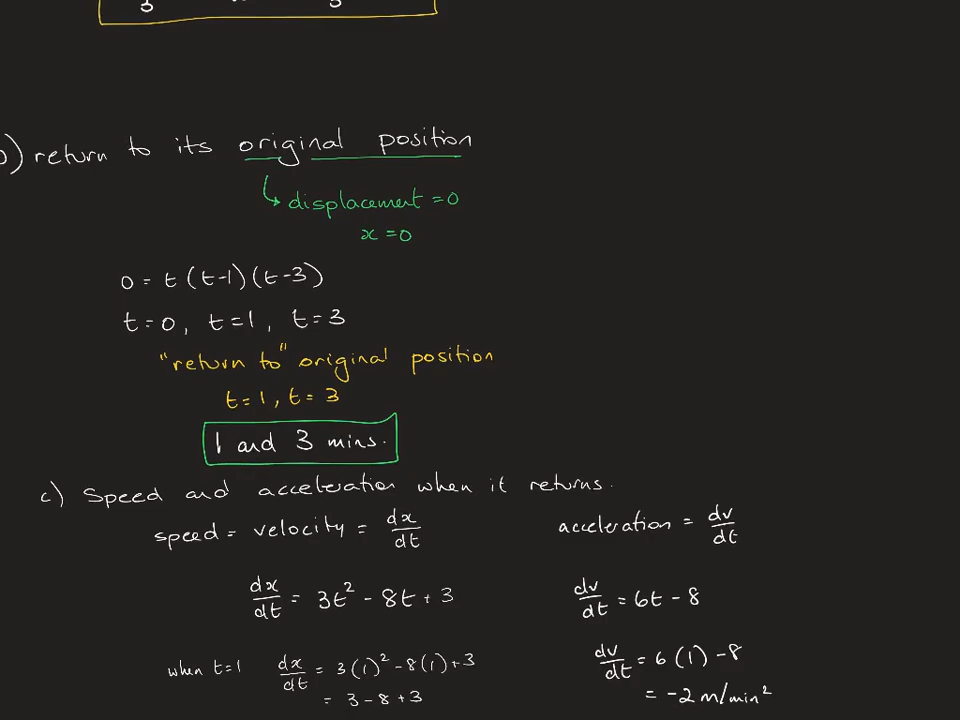 b) return to its original position
displacement = 0
x = 0
0 = t(t-1)(t-3)
t=0, t=1, t=3
"return to" original position
t=1, t=3
1 and 3 mins.
c) Speed and acceleration when it returns.
speed = velocity = dx/dt
acceleration = dv/dt
dx/dt = 3t² - 8t + 3
dv/dt = 6t - 8
when t=1 dx/dt = 3(1)² - 8(1) + 3
= 3 - 8 + 3
dv/dt = 6(1) - 8
= -2 m/min²